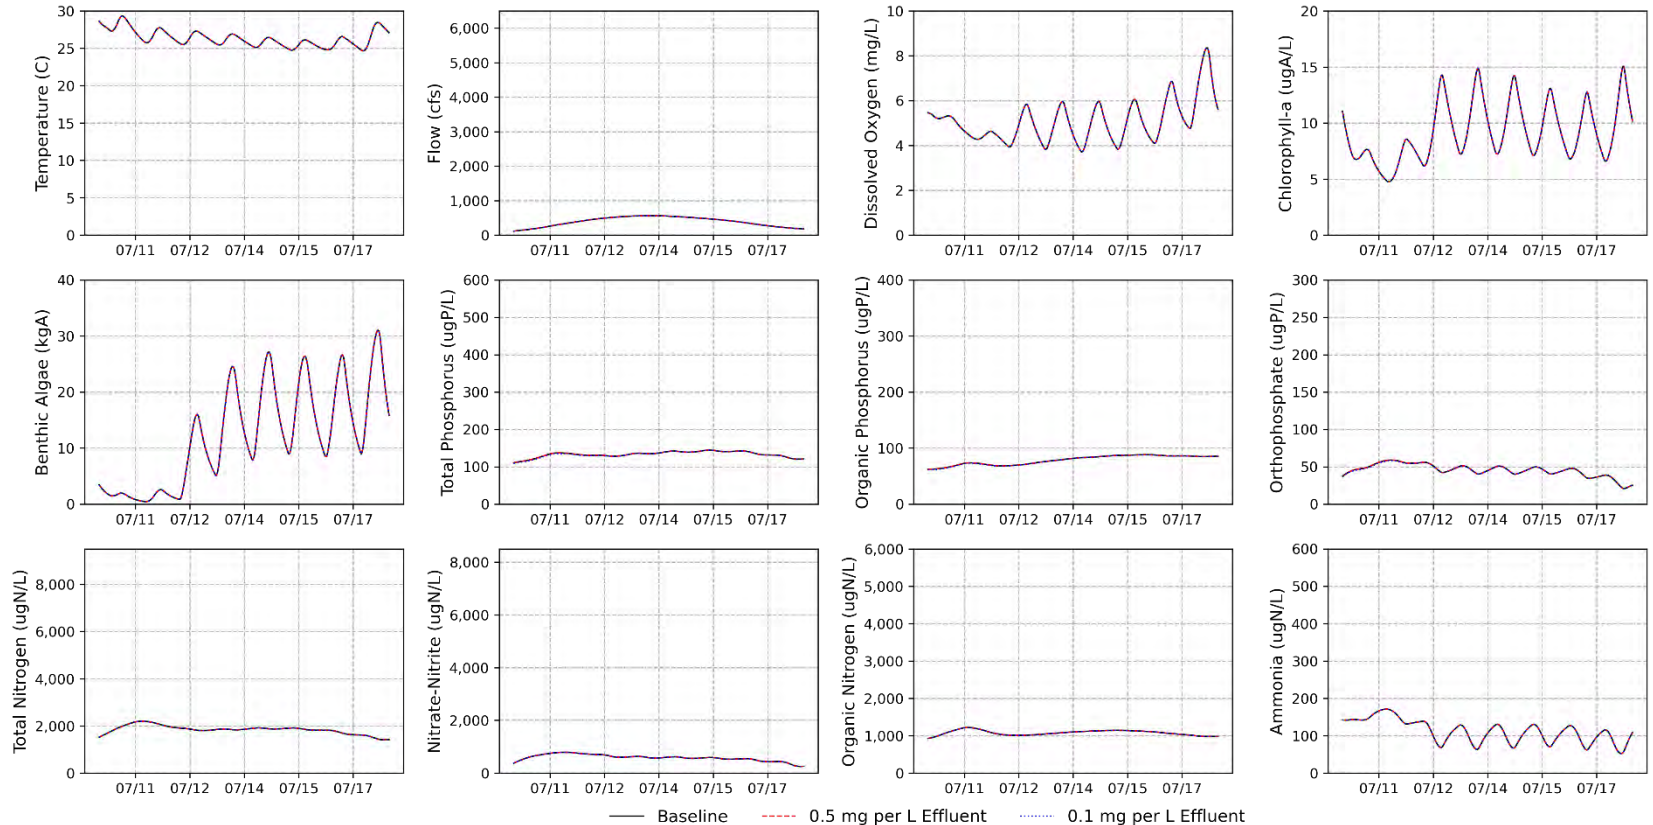 Temperature (C)
30
25
20
15
10
5
0
07/11 07/12 07/14 07/15 07/17
Flow (cfs)
6,000
5,000
4,000
3,000
2,000
1,000
0
07/11 07/12 07/14 07/15 07/17
Dissolved Oxygen (mg/L)
10
8
6
4
2
0
07/11 07/12 07/14 07/15 07/17
Chlorophyll-a (ugA/L)
20
15
10
5
0
07/11 07/12 07/14 07/15 07/17
Benthic Algae (kgA)
40
30
20
10
0
07/11 07/12 07/14 07/15 07/17
Total Phosphorus (ugP/L)
600
500
400
300
200
100
0
07/11 07/12 07/14 07/15 07/17
Organic Phosphorus (ugP/L)
400
300
200
100
0
07/11 07/12 07/14 07/15 07/17
Orthophosphate (ugP/L)
300
250
200
150
100
50
0
07/11 07/12 07/14 07/15 07/17
Total Nitrogen (ugN/L)
8,000
6,000
4,000
2,000
0
07/11 07/12 07/14 07/15 07/17
Nitrate-Nitrite (ugN/L)
8,000
6,000
4,000
2,000
0
07/11 07/12 07/14 07/15 07/17
Organic Nitrogen (ugN/L)
6,000
5,000
4,000
3,000
2,000
1,000
0
07/11 07/12 07/14 07/15 07/17
Ammonia (ugN/L)
600
500
400
300
200
100
0
07/11 07/12 07/14 07/15 07/17
Baseline 0.5 mg per L Effluent 0.1 mg per L Effluent